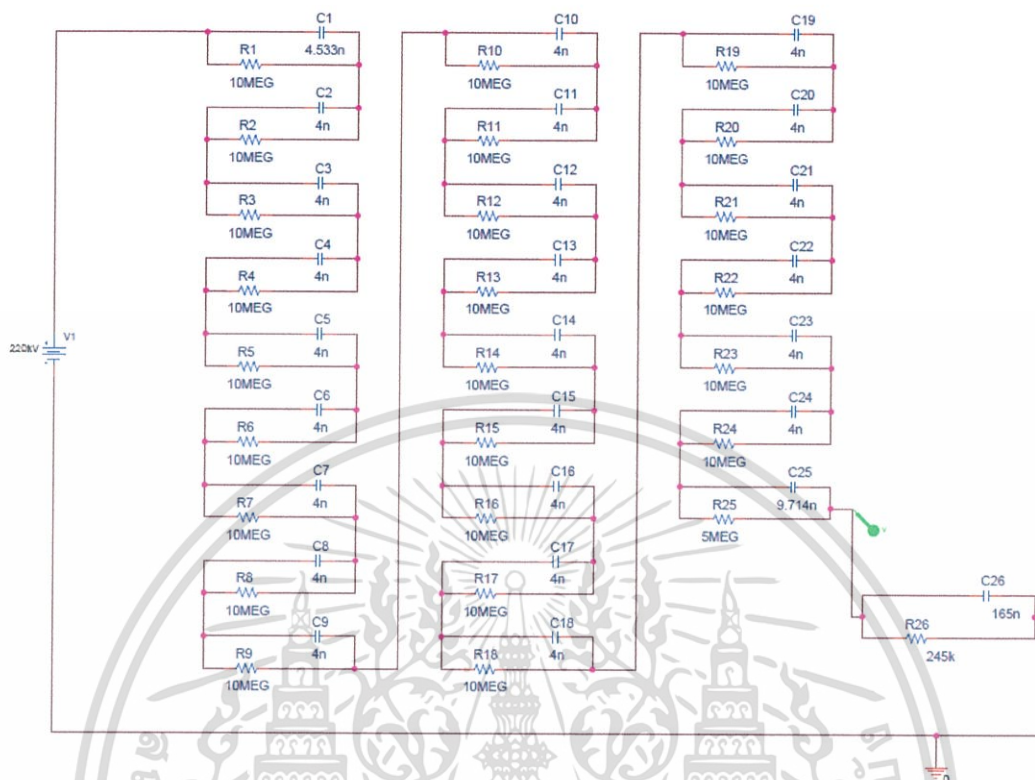 C1
4.533n
R1
10MEG
C2
4n
R2
10MEG
C3
4n
R3
10MEG
C4
4n
R4
10MEG
C5
4n
R5
10MEG
C6
4n
R6
10MEG
C7
4n
R7
10MEG
C8
4n
R8
10MEG
C9
4n
R9
10MEG
V1
220kV
C10
4n
R10
10MEG
C11
4n
R11
10MEG
C12
4n
R12
10MEG
C13
4n
R13
10MEG
C14
4n
R14
10MEG
C15
4n
R15
10MEG
C16
4n
R16
10MEG
C17
4n
R17
10MEG
C18
4n
R18
10MEG
C19
4n
R19
10MEG
C20
4n
R20
10MEG
C21
4n
R21
10MEG
C22
4n
R22
10MEG
C23
4n
R23
10MEG
C24
4n
R24
10MEG
C25
9.714n
R25
5MEG
V
C26
165n
R26
245k
0